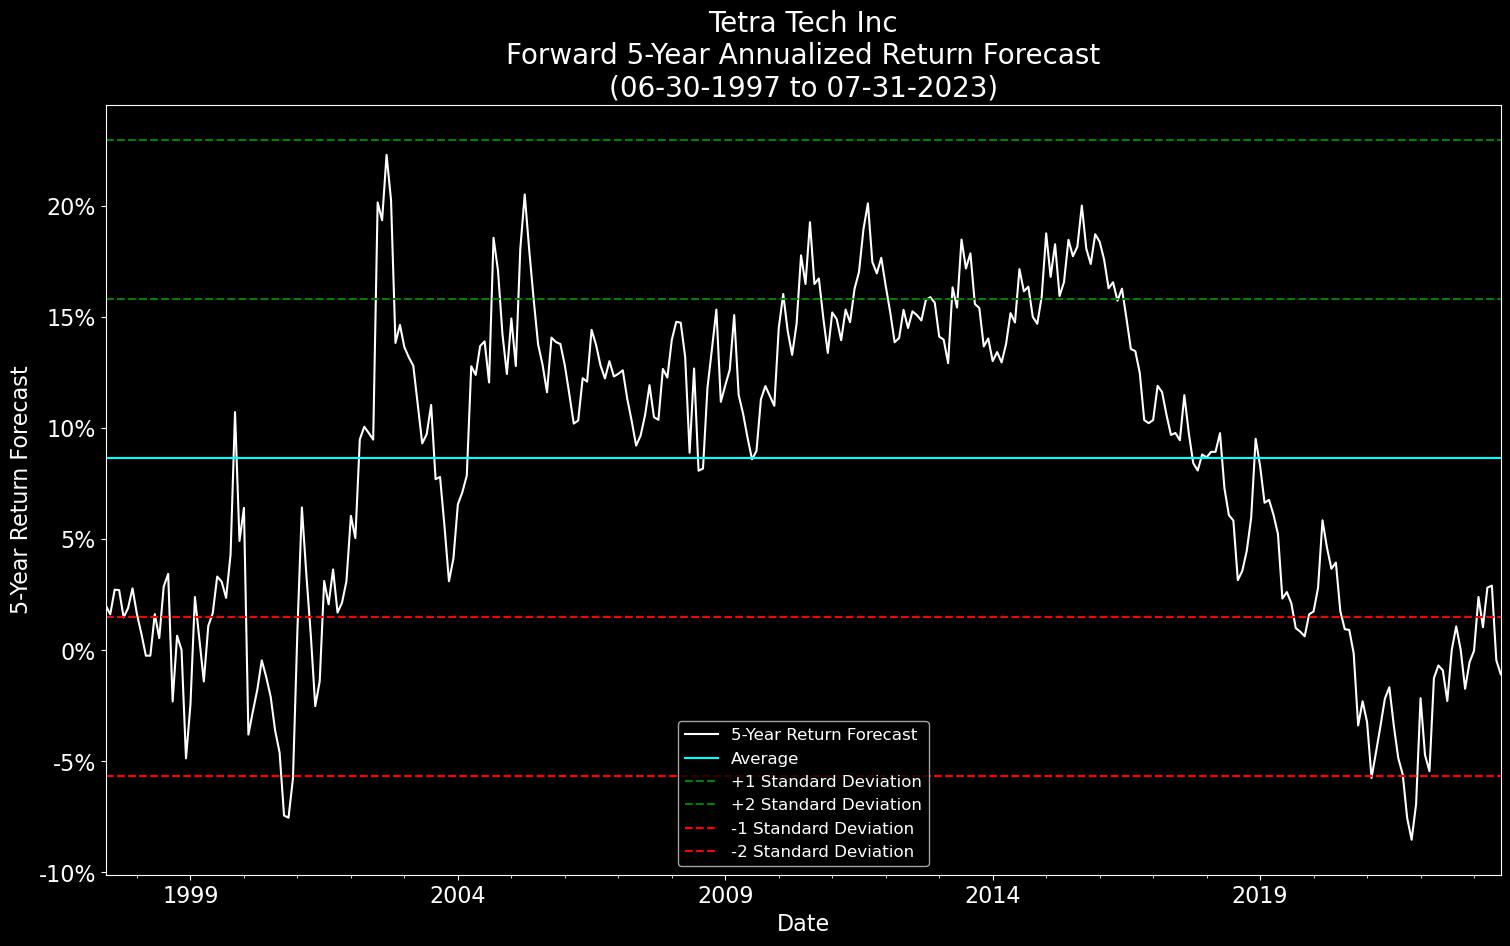 Tetra Tech Inc
Forward 5-Year Annualized Return Forecast
(06-30-1997 to 07-31-2023)
5-Year Return Forecast
20%
15%
10%
5%
0%
-5%
-10%
5-Year Return Forecast
Average
+1 Standard Deviation
+2 Standard Deviation
-1 Standard Deviation
-2 Standard Deviation
1999 2004 2009 2014 2019
Date